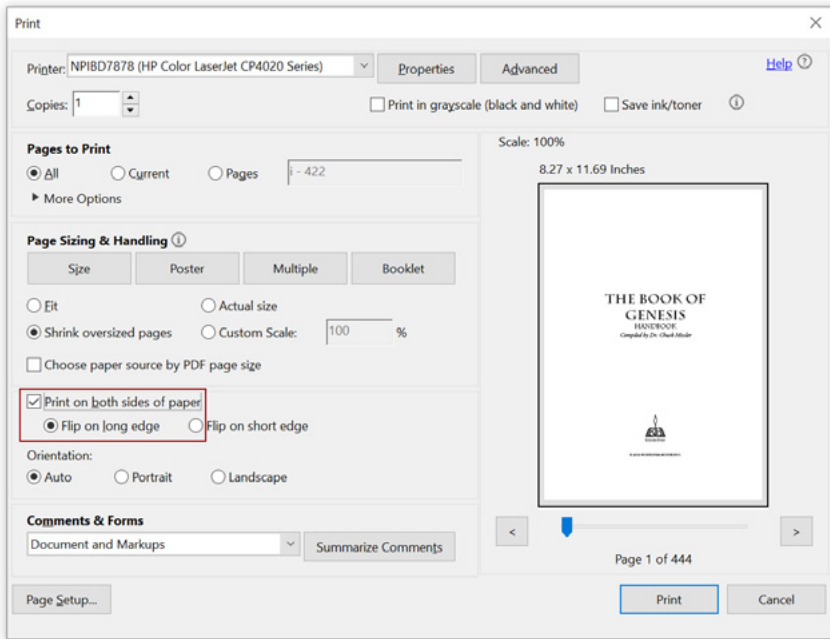 Print
Printer: NPIBD7878 (HP Color LaserJet CP4020 Series)
Properties
Advanced
Help
Copies: 1
Print in grayscale (black and white)
Save ink/toner
Pages to Print
All
Current
Pages
i - 422
More Options
Page Sizing & Handling
Size
Poster
Multiple
Booklet
Fit
Actual size
Shrink oversized pages
Custom Scale:
100
%
Choose paper source by PDF page size
Print on both sides of paper
Flip on long edge
Flip on short edge
Orientation:
Auto
Portrait
Landscape
Comments & Forms
Document and Markups
Summarize Comments
Page Setup...
Scale: 100%
8.27 x 11.69 Inches
THE BOOK OF
GENESIS
HANDBOOK
Compiled by Dr. Chuck Missler
<
>
Page 1 of 444
Print
Cancel